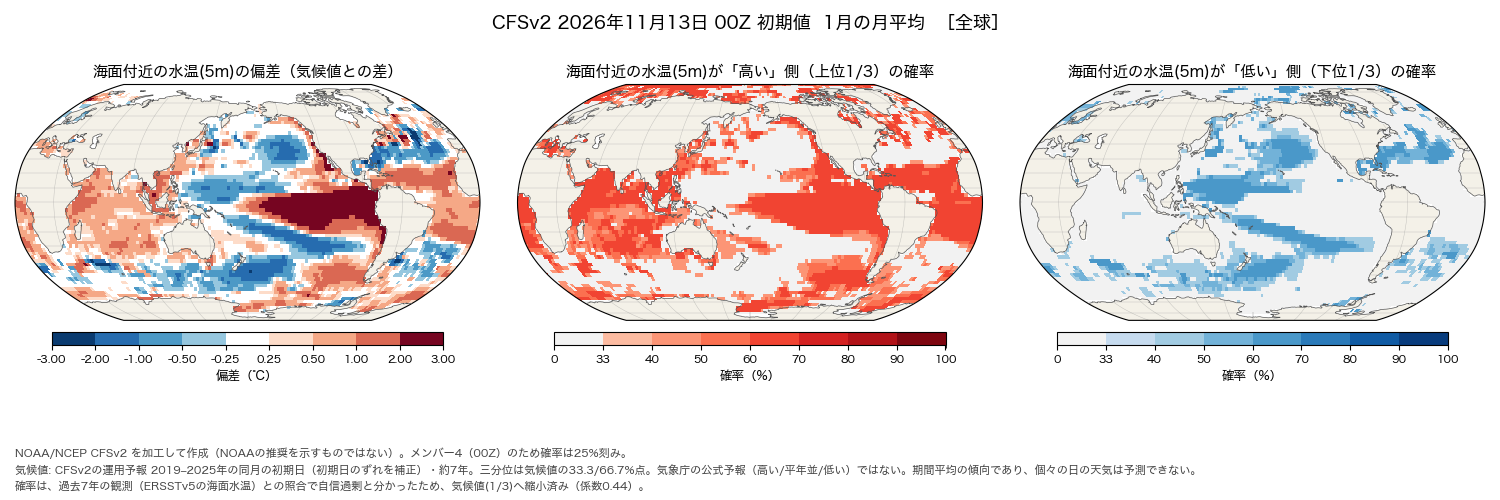 CFSv2 2026年11月13日 00Z 初期値  1月の月平均  ［全球］
海面付近の水温(5m)の偏差（気候値との差）
海面付近の水温(5m)が「高い」側（上位1/3）の確率
海面付近の水温(5m)が「低い」側（下位1/3）の確率
-3.00 -2.00 -1.00 -0.50 -0.25 0.25 0.50 1.00 2.00 3.00
偏差（℃）
0 33 40 50 60 70 80 90 100
確率（%）
0 33 40 50 60 70 80 90 100
確率（%）
NOAA/NCEP CFSv2 を加工して作成（NOAAの推奨を示すものではない）。メンバー4（00Z）のため確率は25%刻み。
気候値: CFSv2の運用予報 2019–2025年の同月の初期日（初期日のずれを補正）・約7年。三分位は気候値の33.3/66.7%点。気象庁の公式予報（高い/平年並/低い）ではない。期間平均の傾向であり、個々の日の天気は予測できない。
確率は、過去7年の観測（ERSSTv5の海面水温）との照合で自信過剰と分かったため、気候値(1/3)へ縮小済み（係数0.44）。